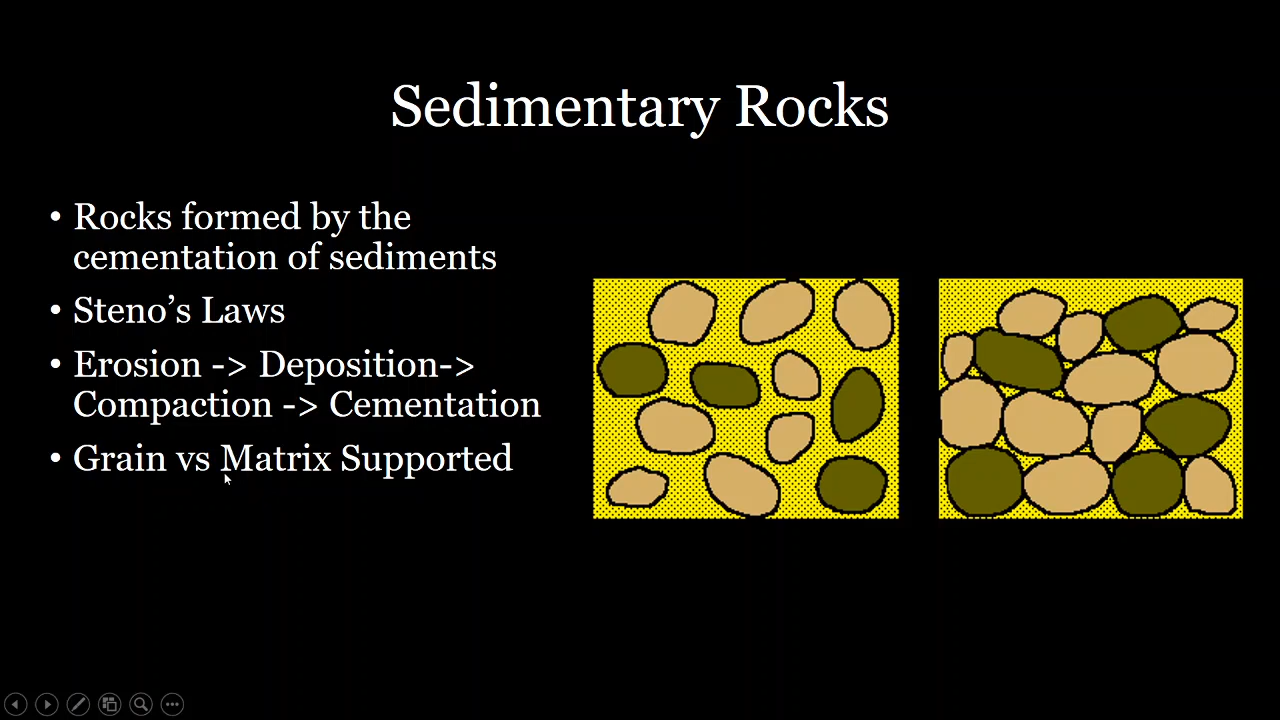 Sedimentary Rocks
• Rocks formed by the
cementation of sediments
• Steno’s Laws
• Erosion -> Deposition->
Compaction -> Cementation
• Grain vs Matrix Supported